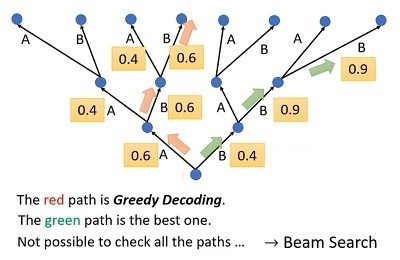 A B A B A B A B
0.4 0.6 0.9
0.4 A B 0.6 A B 0.9
0.6 A B 0.4
The red path is Greedy Decoding.
The green path is the best one.
Not possible to check all the paths … → Beam Search